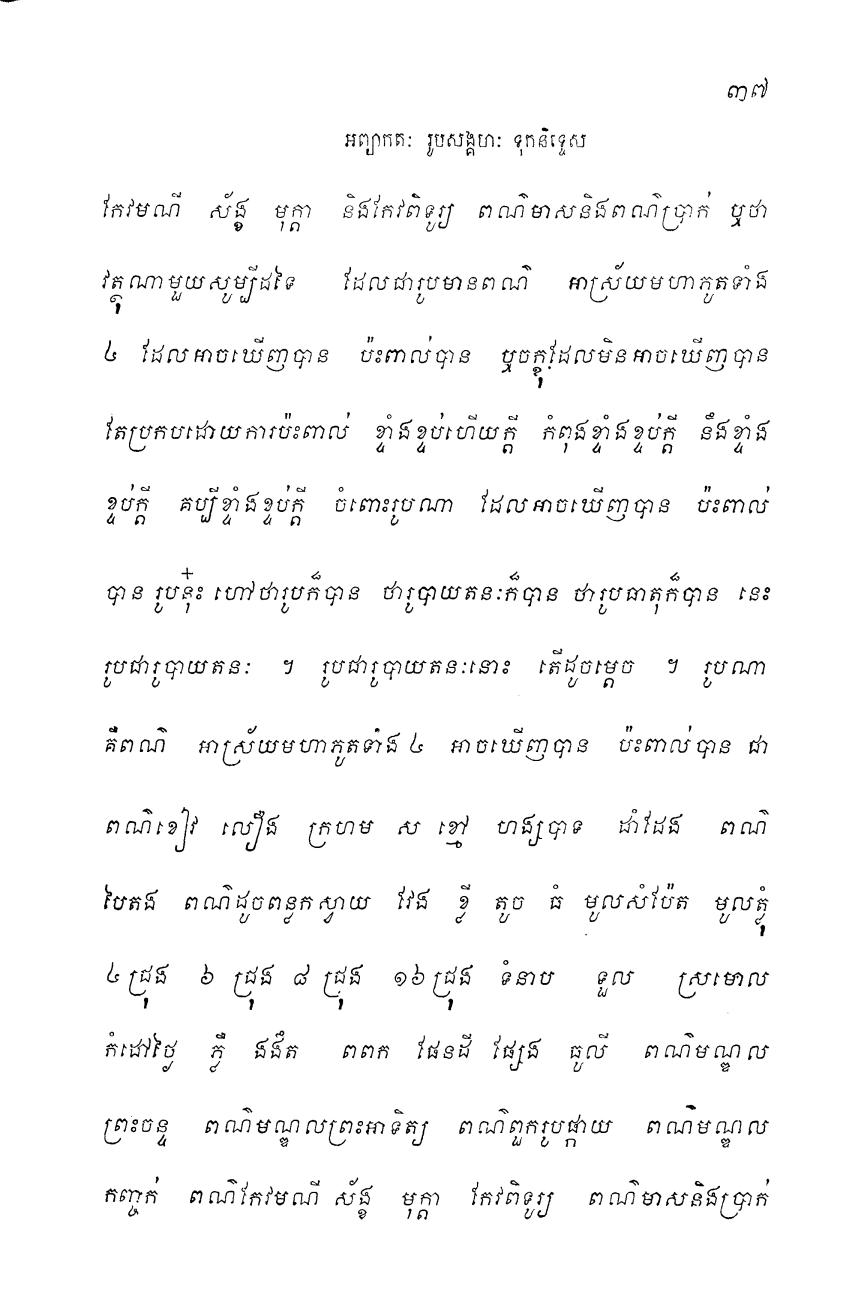 ៣៧
អព្យាកតៈ រូបសង្គហៈ ទុកនិទ្ទេស
កែវមណី ស័ង្ខ មុក្តា និងកែវពិទូរ្យ ពណ៌មាសនិងពណ៌ប្រាក់ ឬថា
វត្ថុណាមួយសូម្បីដទៃ ដែលជារូបមានពណ៌ អាស្រ័យមហាភូតទាំង
៤ ដែលអាចឃើញបាន ប៉ះពាល់បាន ឬចក្ខុដែលមិនអាចឃើញបាន
តែប្រកបដោយការប៉ះពាល់ ខ្ទាំងខ្ទប់ហើយក្តី កំពុងខ្ទាំងខ្ទប់ក្តី នឹងខ្ទាំង
ខ្ទប់ក្តី គប្បីខ្ទាំងខ្ទប់ក្តី ចំពោះរូបណា ដែលអាចឃើញបាន ប៉ះពាល់
បាន រូបនុ៎ះ ហៅថារូបក៏បាន ថារូបាយតនៈក៏បាន ថារូបធាតុក៏បាន នេះ
រូបជារូបាយតនៈ ។ រូបជារូបាយតនៈនោះ តើដូចម្តេច ។ រូបណា
គឺពណ៌ អាស្រ័យមហាភូតទាំង ៤ អាចឃើញបាន ប៉ះពាល់បាន ជា
ពណ៌ខៀវ លឿង ក្រហម ស ខ្មៅ ហង្សបាទ ដាំដែង ពណ៌
បៃតង ពណ៌ដូចពន្លកស្វាយ វែង ខ្លី តូច ធំ មូលសំប៉ែត មូលត្លុំ
៤ ជ្រុង ៦ ជ្រុង ៨ ជ្រុង ១៦ ជ្រុង ទំនាប ទួល ស្រមោល
កំដៅថ្ងៃ ភ្លឺ ងងឹត ពពក ផែនដី ផ្សែង ធូលី ពណ៌មណ្ឌល
ព្រះចន្ទ ពណ៌មណ្ឌលព្រះអាទិត្យ ពណ៌ពួករូបផ្កាយ ពណ៌មណ្ឌល
កញ្ចក់ ពណ៌កែវមណី ស័ង្ខ មុក្តា កែវពិទូរ្យ ពណ៌មាសនិងប្រាក់